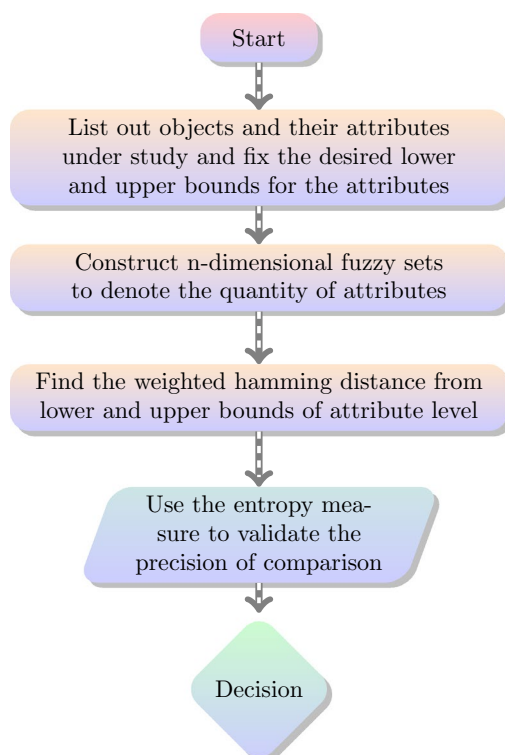 Start
List out objects and their attributes
under study and fix the desired lower
and upper bounds for the attributes
Construct n-dimensional fuzzy sets
to denote the quantity of attributes
Find the weighted hamming distance from
lower and upper bounds of attribute level
Use the entropy mea-
sure to validate the
precision of comparison
Decision